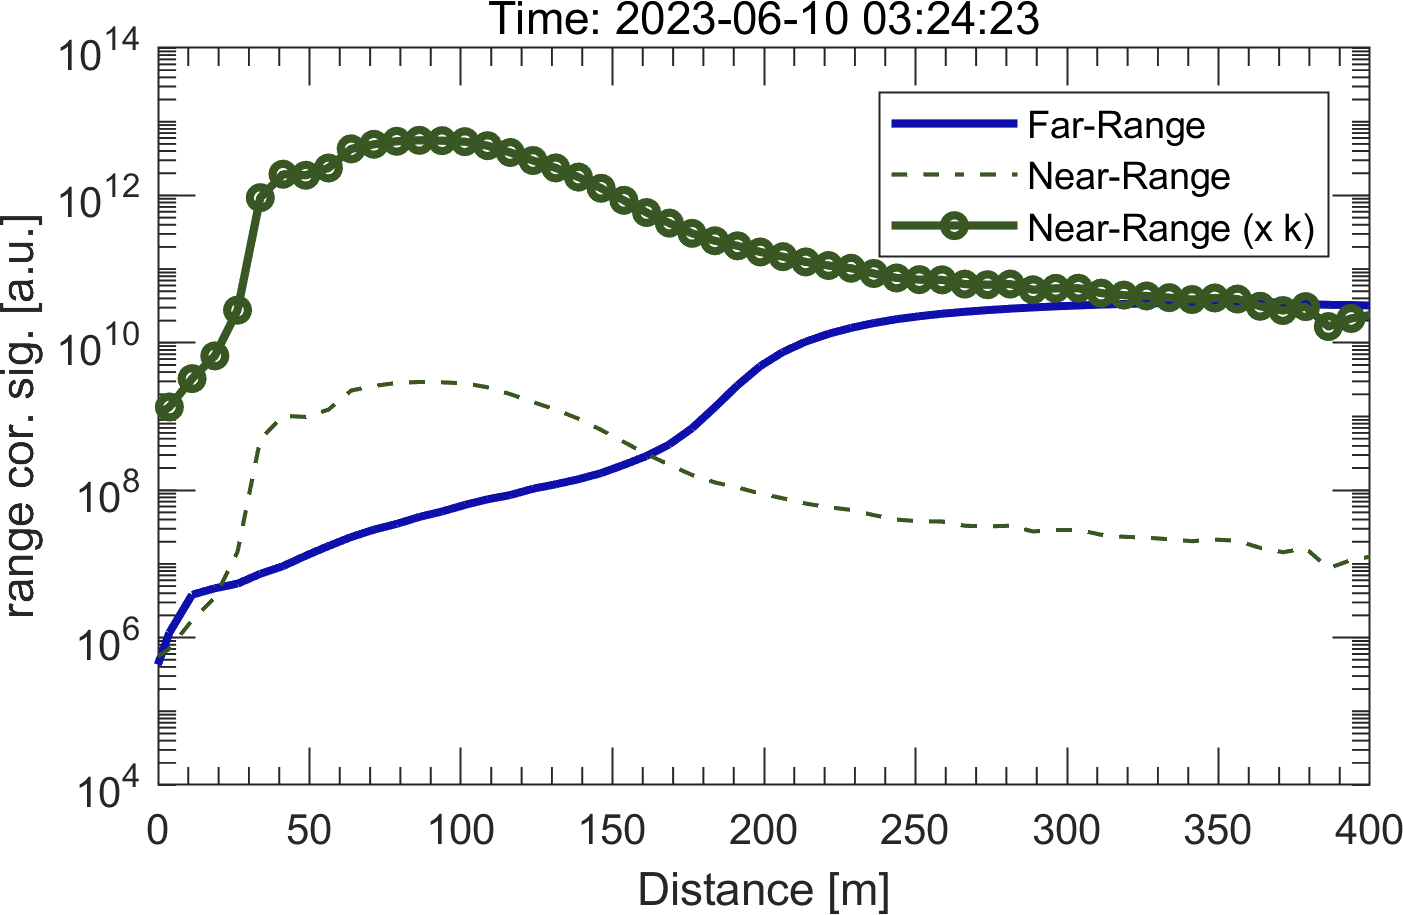 Time: 2023-06-10 03:24:23
range cor. sig. [a.u.]
10^14
10^12
10^10
10^8
10^6
10^4
Far-Range
Near-Range
Near-Range (x k)
0 50 100 150 200 250 300 350 400
Distance [m]